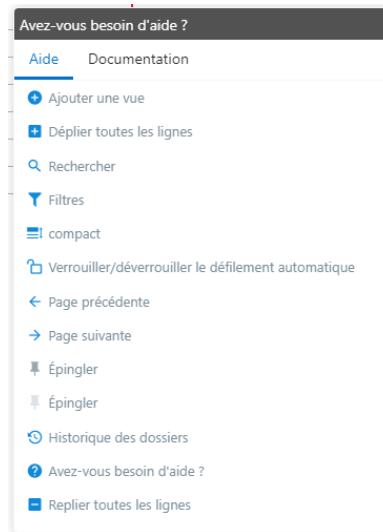 Avez-vous besoin d'aide ?
Aide Documentation
Ajouter une vue
Déplier toutes les lignes
Rechercher
Filtres
compact
Verrouiller/déverrouiller le défilement automatique
Page précédente
Page suivante
Épingler
Épingler
Historique des dossiers
Avez-vous besoin d'aide ?
Replier toutes les lignes